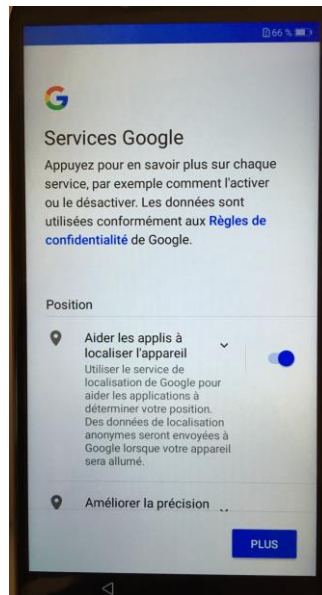 66 %
G
Services Google
Appuyez pour en savoir plus sur chaque
service, par exemple comment l'activer
ou le désactiver. Les données sont
utilisées conformément aux Règles de
confidentialité de Google.
Position
Aider les applis à
localiser l'appareil
Utiliser le service de
localisation de Google pour
aider les applications à
déterminer votre position.
Des données de localisation
anonymes seront envoyées à
Google lorsque votre appareil
sera allumé.
Améliorer la précision
PLUS